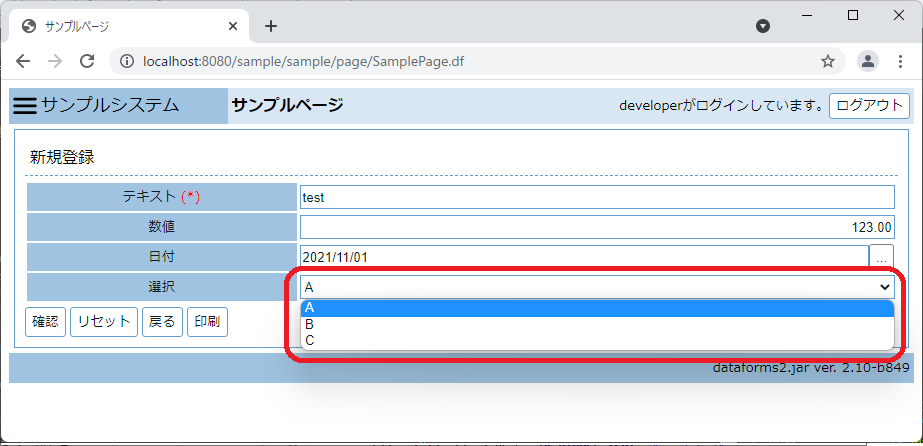 サンプルページ
localhost:8080/sample/sample/page/SamplePage.df
サンプルシステム サンプルページ developerがログインしています。 ログアウト
新規登録
テキスト (*) test
数値 123.00
日付 2021/11/01 ...
選択 A
A
B
C
確認 リセット 戻る 印刷
dataforms2.jar ver. 2.10-b849